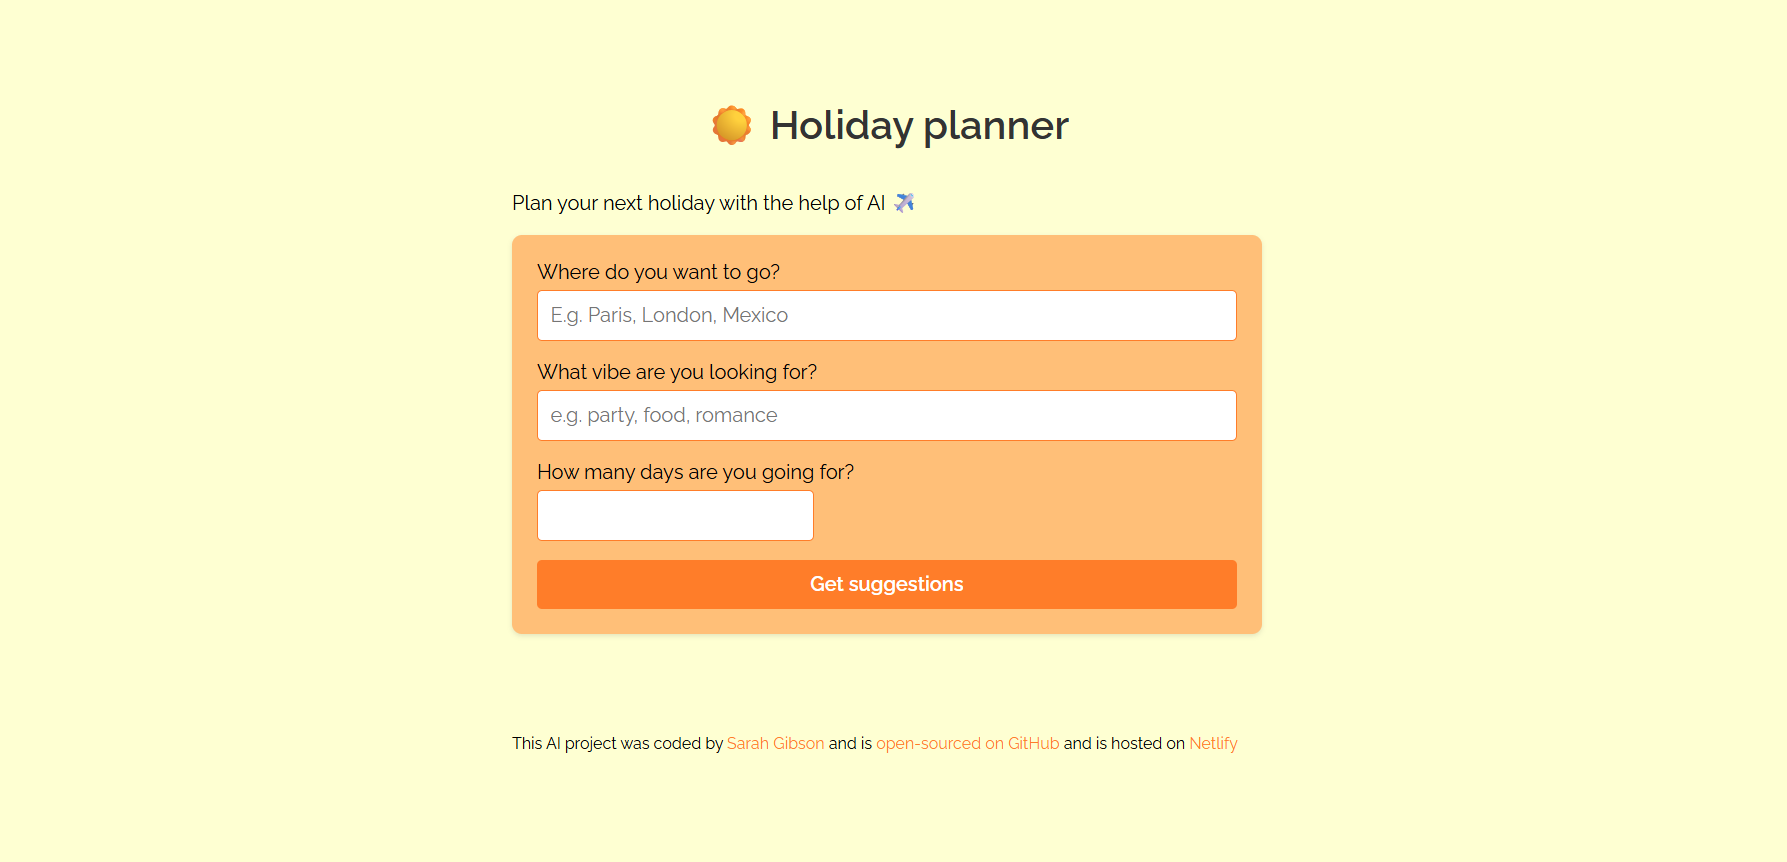 Holiday planner
Plan your next holiday with the help of AI ✈️
Where do you want to go?
E.g. Paris, London, Mexico
What vibe are you looking for?
e.g. party, food, romance
How many days are you going for?
Get suggestions
This AI project was coded by Sarah Gibson and is open-sourced on GitHub and is hosted on Netlify